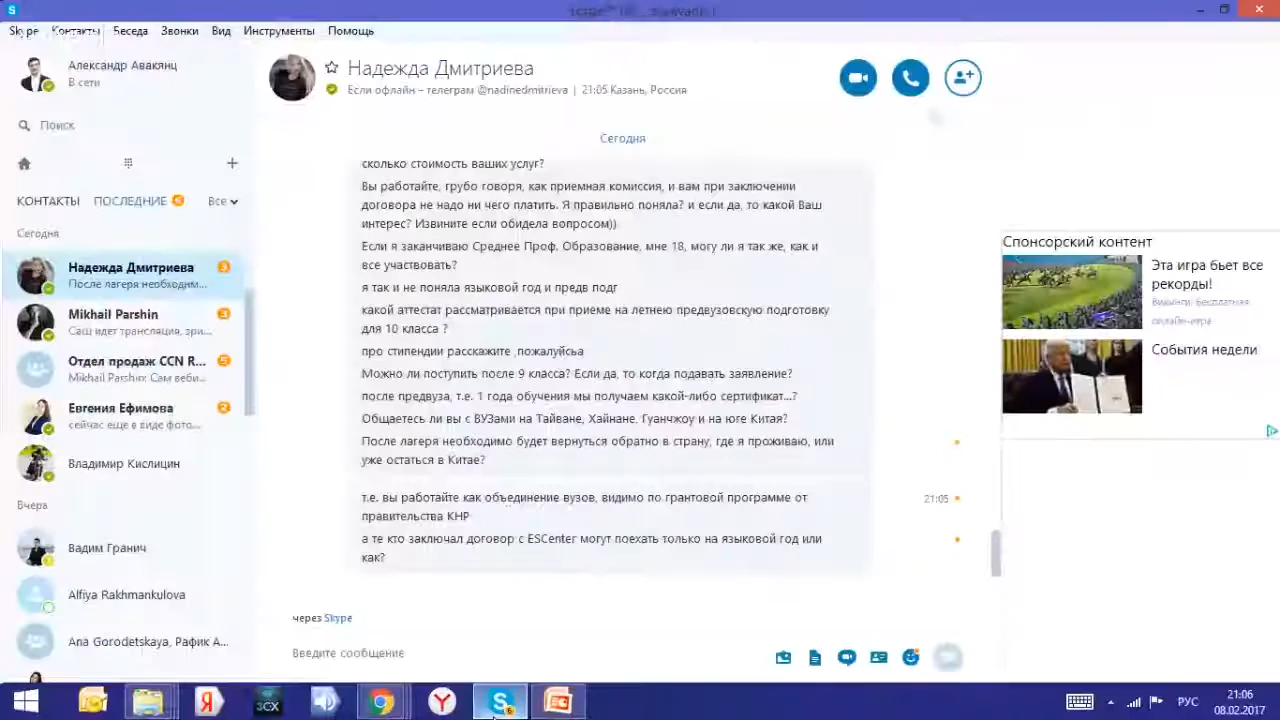 Skype Контакты Беседа Звонки Вид Инструменты Помощь
Александр Авакянц
В сети
Поиск
КОНТАКТЫ ПОСЛЕДНИЕ 6 Все
Сегодня
Надежда Дмитриева 3
После лагеря необходим...
Mikhail Parshin 3
Саш идет трансляция, зри...
Отдел продаж CCN R... 5
Mikhail Parshin: Сам веби...
Евгения Ефимова 2
сейчас еще в виде фото...
Владимир Кислицин
Вчера
Вадим Гранич
Alfiya Rakhmankulova
Ana Gorodetskaya, Рафик А...
Надежда Дмитриева
Если офлайн – телеграм @nadinedmitrieva | 21:05 Казань, Россия
Сегодня
сколько стоимость ваших услуг?
Вы работайте, грубо говоря, как приемная комиссия, и вам при заключении
договора не надо ни чего платить. Я правильно поняла? и если да, то какой Ваш
интерес? Извините если обидела вопросом))
Если я заканчиваю Среднее Проф. Образование, мне 18, могу ли я так же, как и
все участвовать?
я так и не поняла языковой год и предв подг
какой аттестат рассматривается при приеме на летнею предвузовскую подготовку
для 10 класса ?
про стипендии расскажите ,пожалуйсьа
Можно ли поступить после 9 класса? Если да, то когда подавать заявление?
после предвуза, т.е. 1 года обучения мы получаем какой-либо сертификат...?
Общаетесь ли вы с ВУЗами на Тайване, Хайнане, Гуанчжоу и на юге Китая?
После лагеря необходимо будет вернуться обратно в страну, где я проживаю, или
уже остаться в Китае?
т.е. вы работайте как объединение вузов, видимо по грантовой программе от
правительства КНР
21:05
а те кто заключал договор с ESCenter могут поехать только на языковой год или
как?
через Skype
Введите сообщение
Спонсорский контент
Эта игра бьет все
рекорды!
Викинги: Бесплатная
онлайн-игра
События недели
3CX
РУС
21:06
08.02.2017